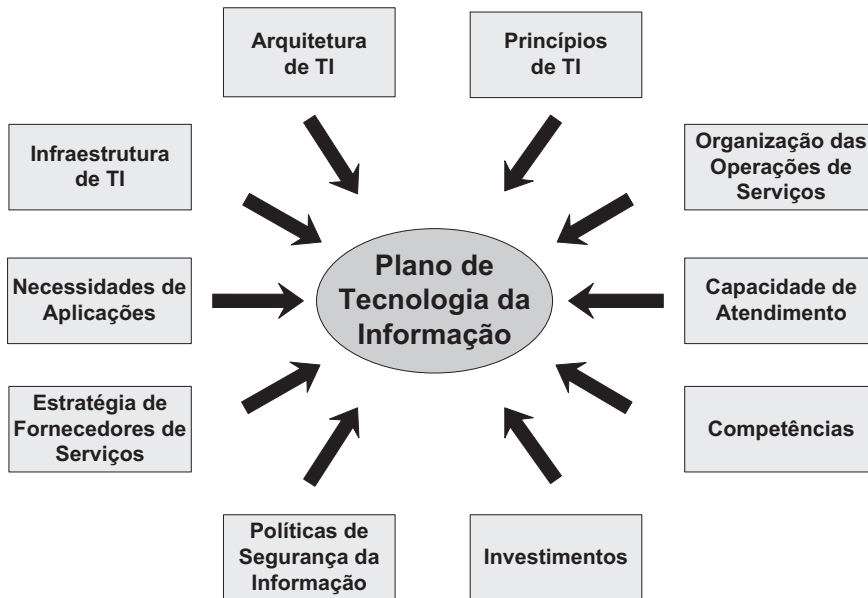 Arquitetura
de TI
Princípios
de TI
Infraestrutura
de TI
Organização das
Operações de
Serviços
Plano de
Tecnologia da
Informação
Necessidades de
Aplicações
Capacidade de
Atendimento
Estratégia de
Fornecedores de
Serviços
Competências
Políticas de
Segurança da
Informação
Investimentos